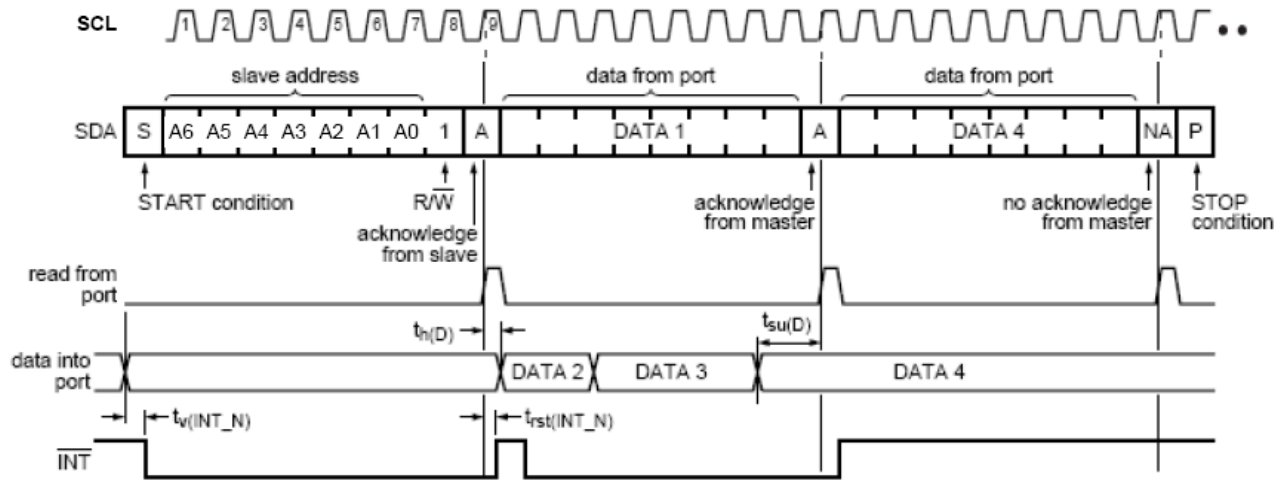 SCL 1 2 3 4 5 6 7 8 9
slave address data from port data from port
SDA S A6 A5 A4 A3 A2 A1 A0 1 A DATA 1 A DATA 4 NA P
START condition R/W acknowledge no acknowledge STOP
from master from master condition
acknowledge
from slave
read from
port
th(D) tsu(D)
data into
port DATA 2 DATA 3 DATA 4
tv(INT_N) trst(INT_N)
INT